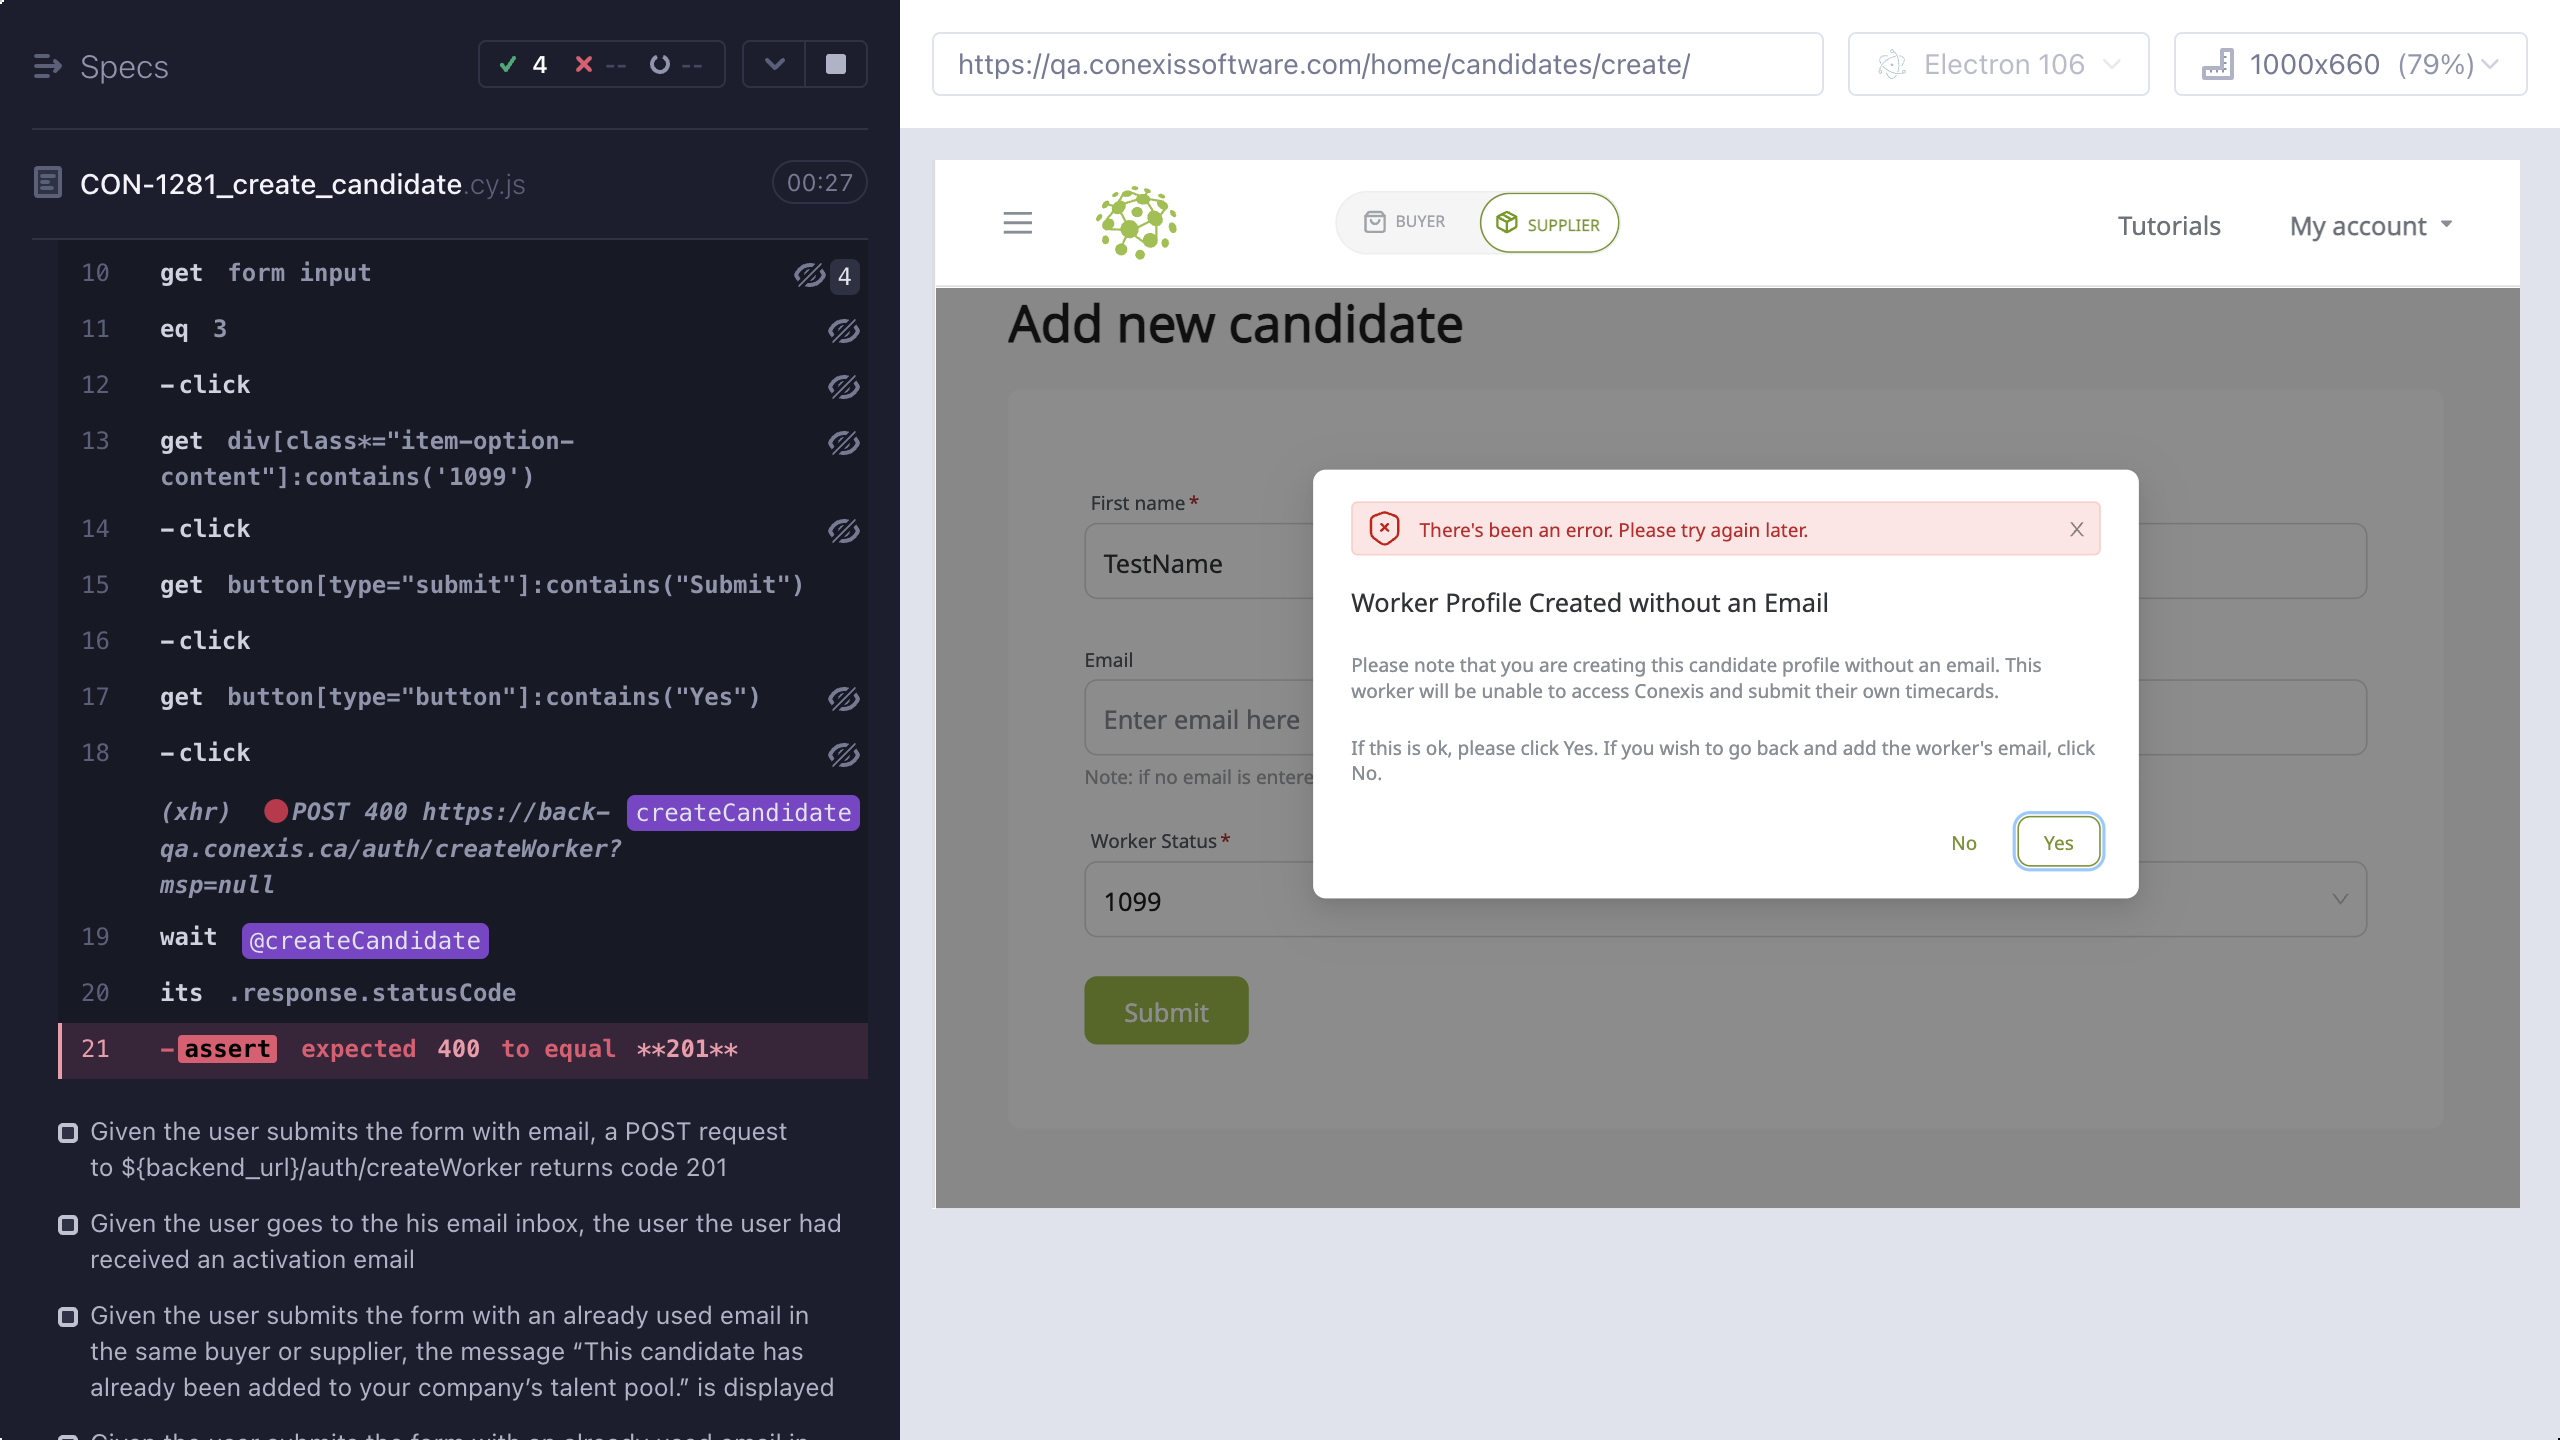 Specs
4
--
--
CON-1281_create_candidate.cy.js
00:27
10 get form input 4
11 eq 3
12 -click
13 get div[class*="item-option-
content"]:contains('1099')
14 -click
15 get button[type="submit"]:contains("Submit")
16 -click
17 get button[type="button"]:contains("Yes")
18 -click
(xhr) POST 400 https://back- createCandidate
qa.conexis.ca/auth/createWorker?
msp=null
19 wait @createCandidate
20 its .response.statusCode
21 -assert expected 400 to equal **201**
Given the user submits the form with email, a POST request
to ${backend_url}/auth/createWorker returns code 201
Given the user goes to the his email inbox, the user the user had
received an activation email
Given the user submits the form with an already used email in
the same buyer or supplier, the message “This candidate has
already been added to your company’s talent pool.” is displayed
Given the user submits the form with an already used email in
https://qa.conexissoftware.com/home/candidates/create/
Electron 106
1000x660 (79%)
BUYER
SUPPLIER
Tutorials
My account
Add new candidate
First name*
TestName
Email
Enter email here
Note: if no email is entere
Worker Status*
1099
Submit
There's been an error. Please try again later.
Worker Profile Created without an Email
Please note that you are creating this candidate profile without an email. This
worker will be unable to access Conexis and submit their own timecards.
If this is ok, please click Yes. If you wish to go back and add the worker's email, click
No.
No
Yes